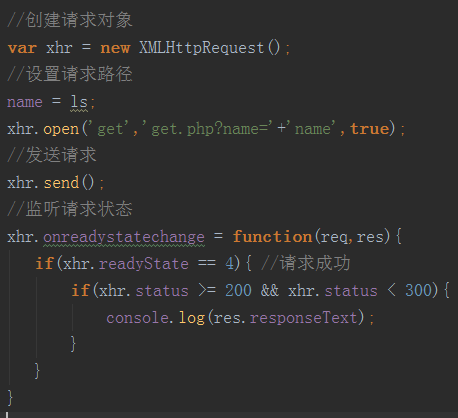 //创建请求对象
var xhr = new XMLHttpRequest();
//设置请求路径
name = ls;
xhr.open('get','get.php?name='+'name',true);
//发送请求
xhr.send();
//监听请求状态
xhr.onreadystatechange = function(req,res){
    if(xhr.readyState == 4){ //请求成功
        if(xhr.status >= 200 && xhr.status < 300){
            console.log(res.responseText);
        }
    }
}